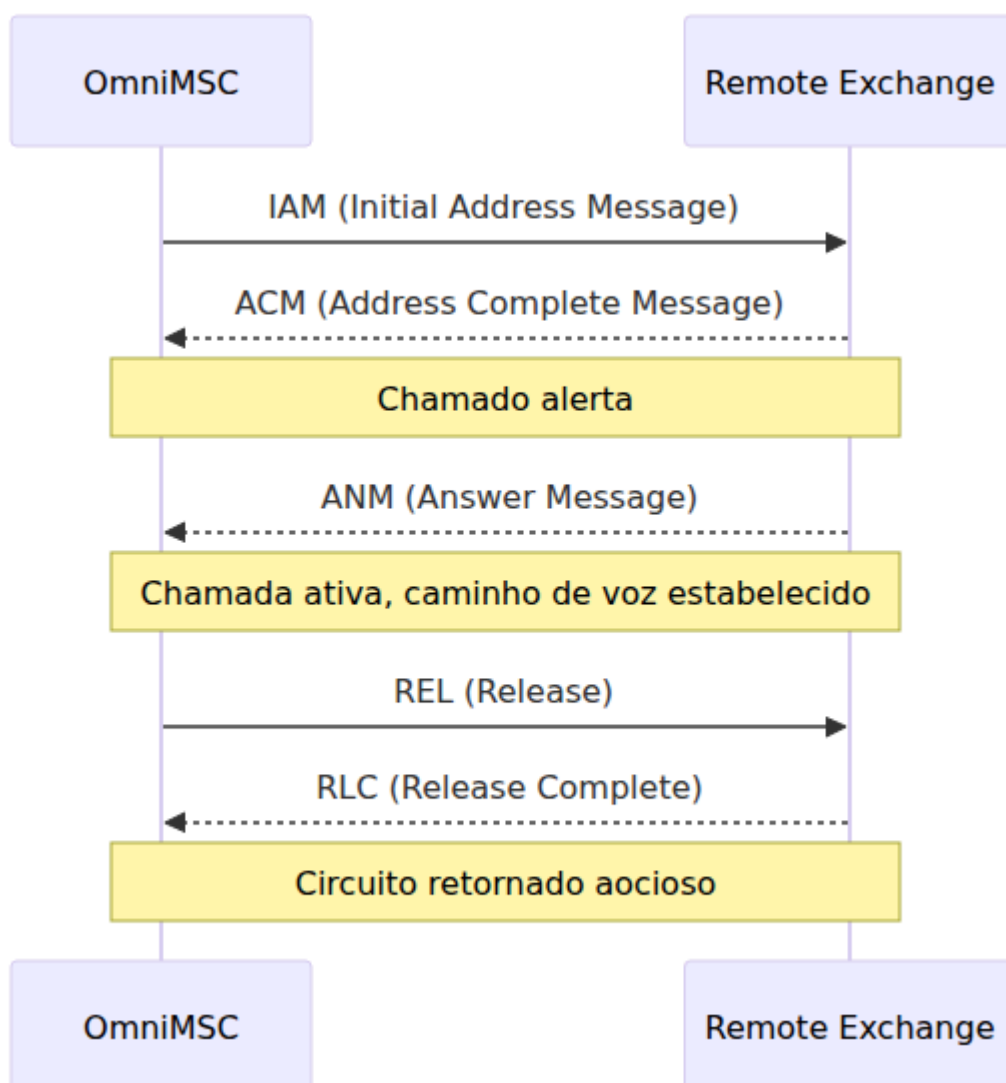 OmniMSC
Remote Exchange
IAM (Initial Address Message)
ACM (Address Complete Message)
Chamado alerta
ANM (Answer Message)
Chamada ativa, caminho de voz estabelecido
REL (Release)
RLC (Release Complete)
Circuito retornado aocioso
OmniMSC
Remote Exchange